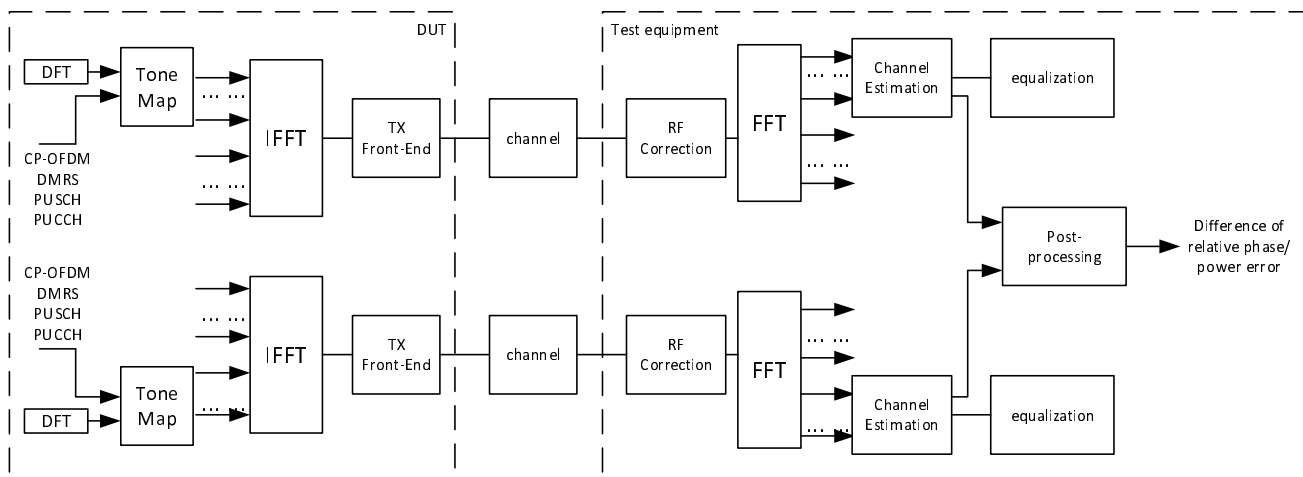 DUT
Test equipment
DFT
Tone
Map
CP-OFDM
DMRS
PUSCH
PUCCH
... ...
... ...
IFFT
TX
Front-End
channel
RF
Correction
FFT
... ...
... ...
Channel
Estimation
equalization
Post-
processing
Difference of
relative phase/
power error
CP-OFDM
DMRS
PUSCH
PUCCH
DFT
Tone
Map
... ...
... ...
IFFT
TX
Front-End
channel
RF
Correction
FFT
... ...
... ...
Channel
Estimation
equalization